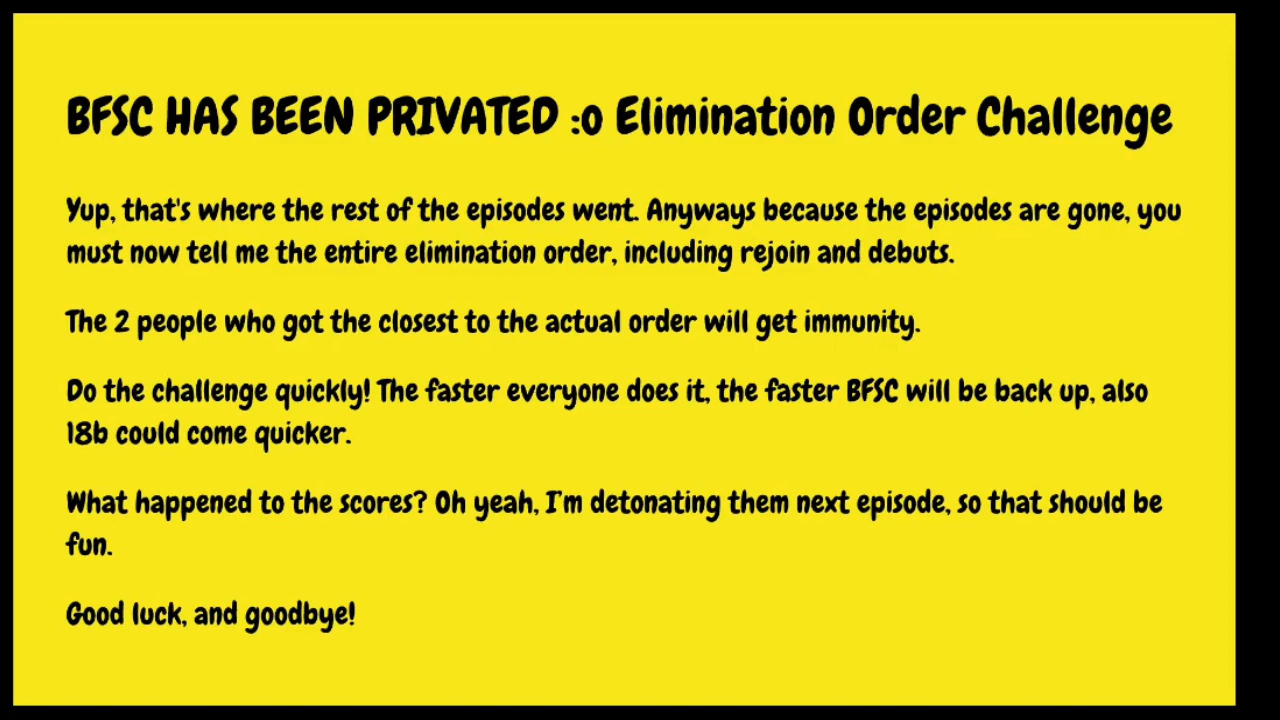 BFSC HAS BEEN PRIVATED :o Elimination Order Challenge
Yup, that's where the rest of the episodes went. Anyways because the episodes are gone, you
must now tell me the entire elimination order, including rejoin and debuts.
The 2 people who got the closest to the actual order will get immunity.
Do the challenge quickly! The faster everyone does it, the faster BFSC will be back up, also
18b could come quicker.
What happened to the scores? Oh yeah, I'm detonating them next episode, so that should be
fun.
Good luck, and goodbye!